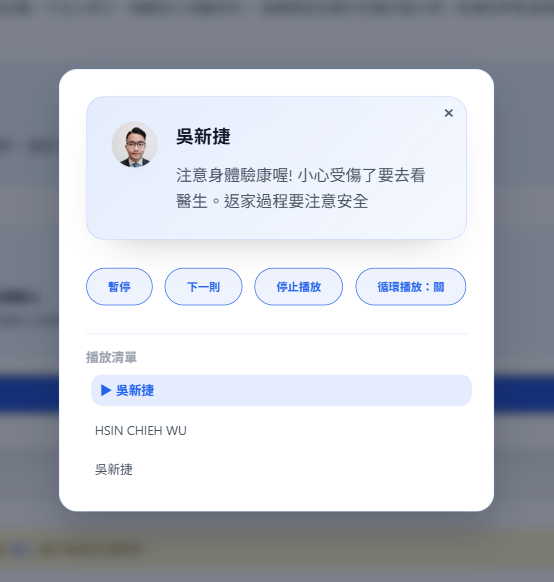 ×
吳新捷
注意身體驗康喔! 小心受傷了要去看
醫生。返家過程要注意安全
暫停
下一則
停止播放
循環播放：關
播放清單
▶ 吳新捷
HSIN CHIEH WU
吳新捷